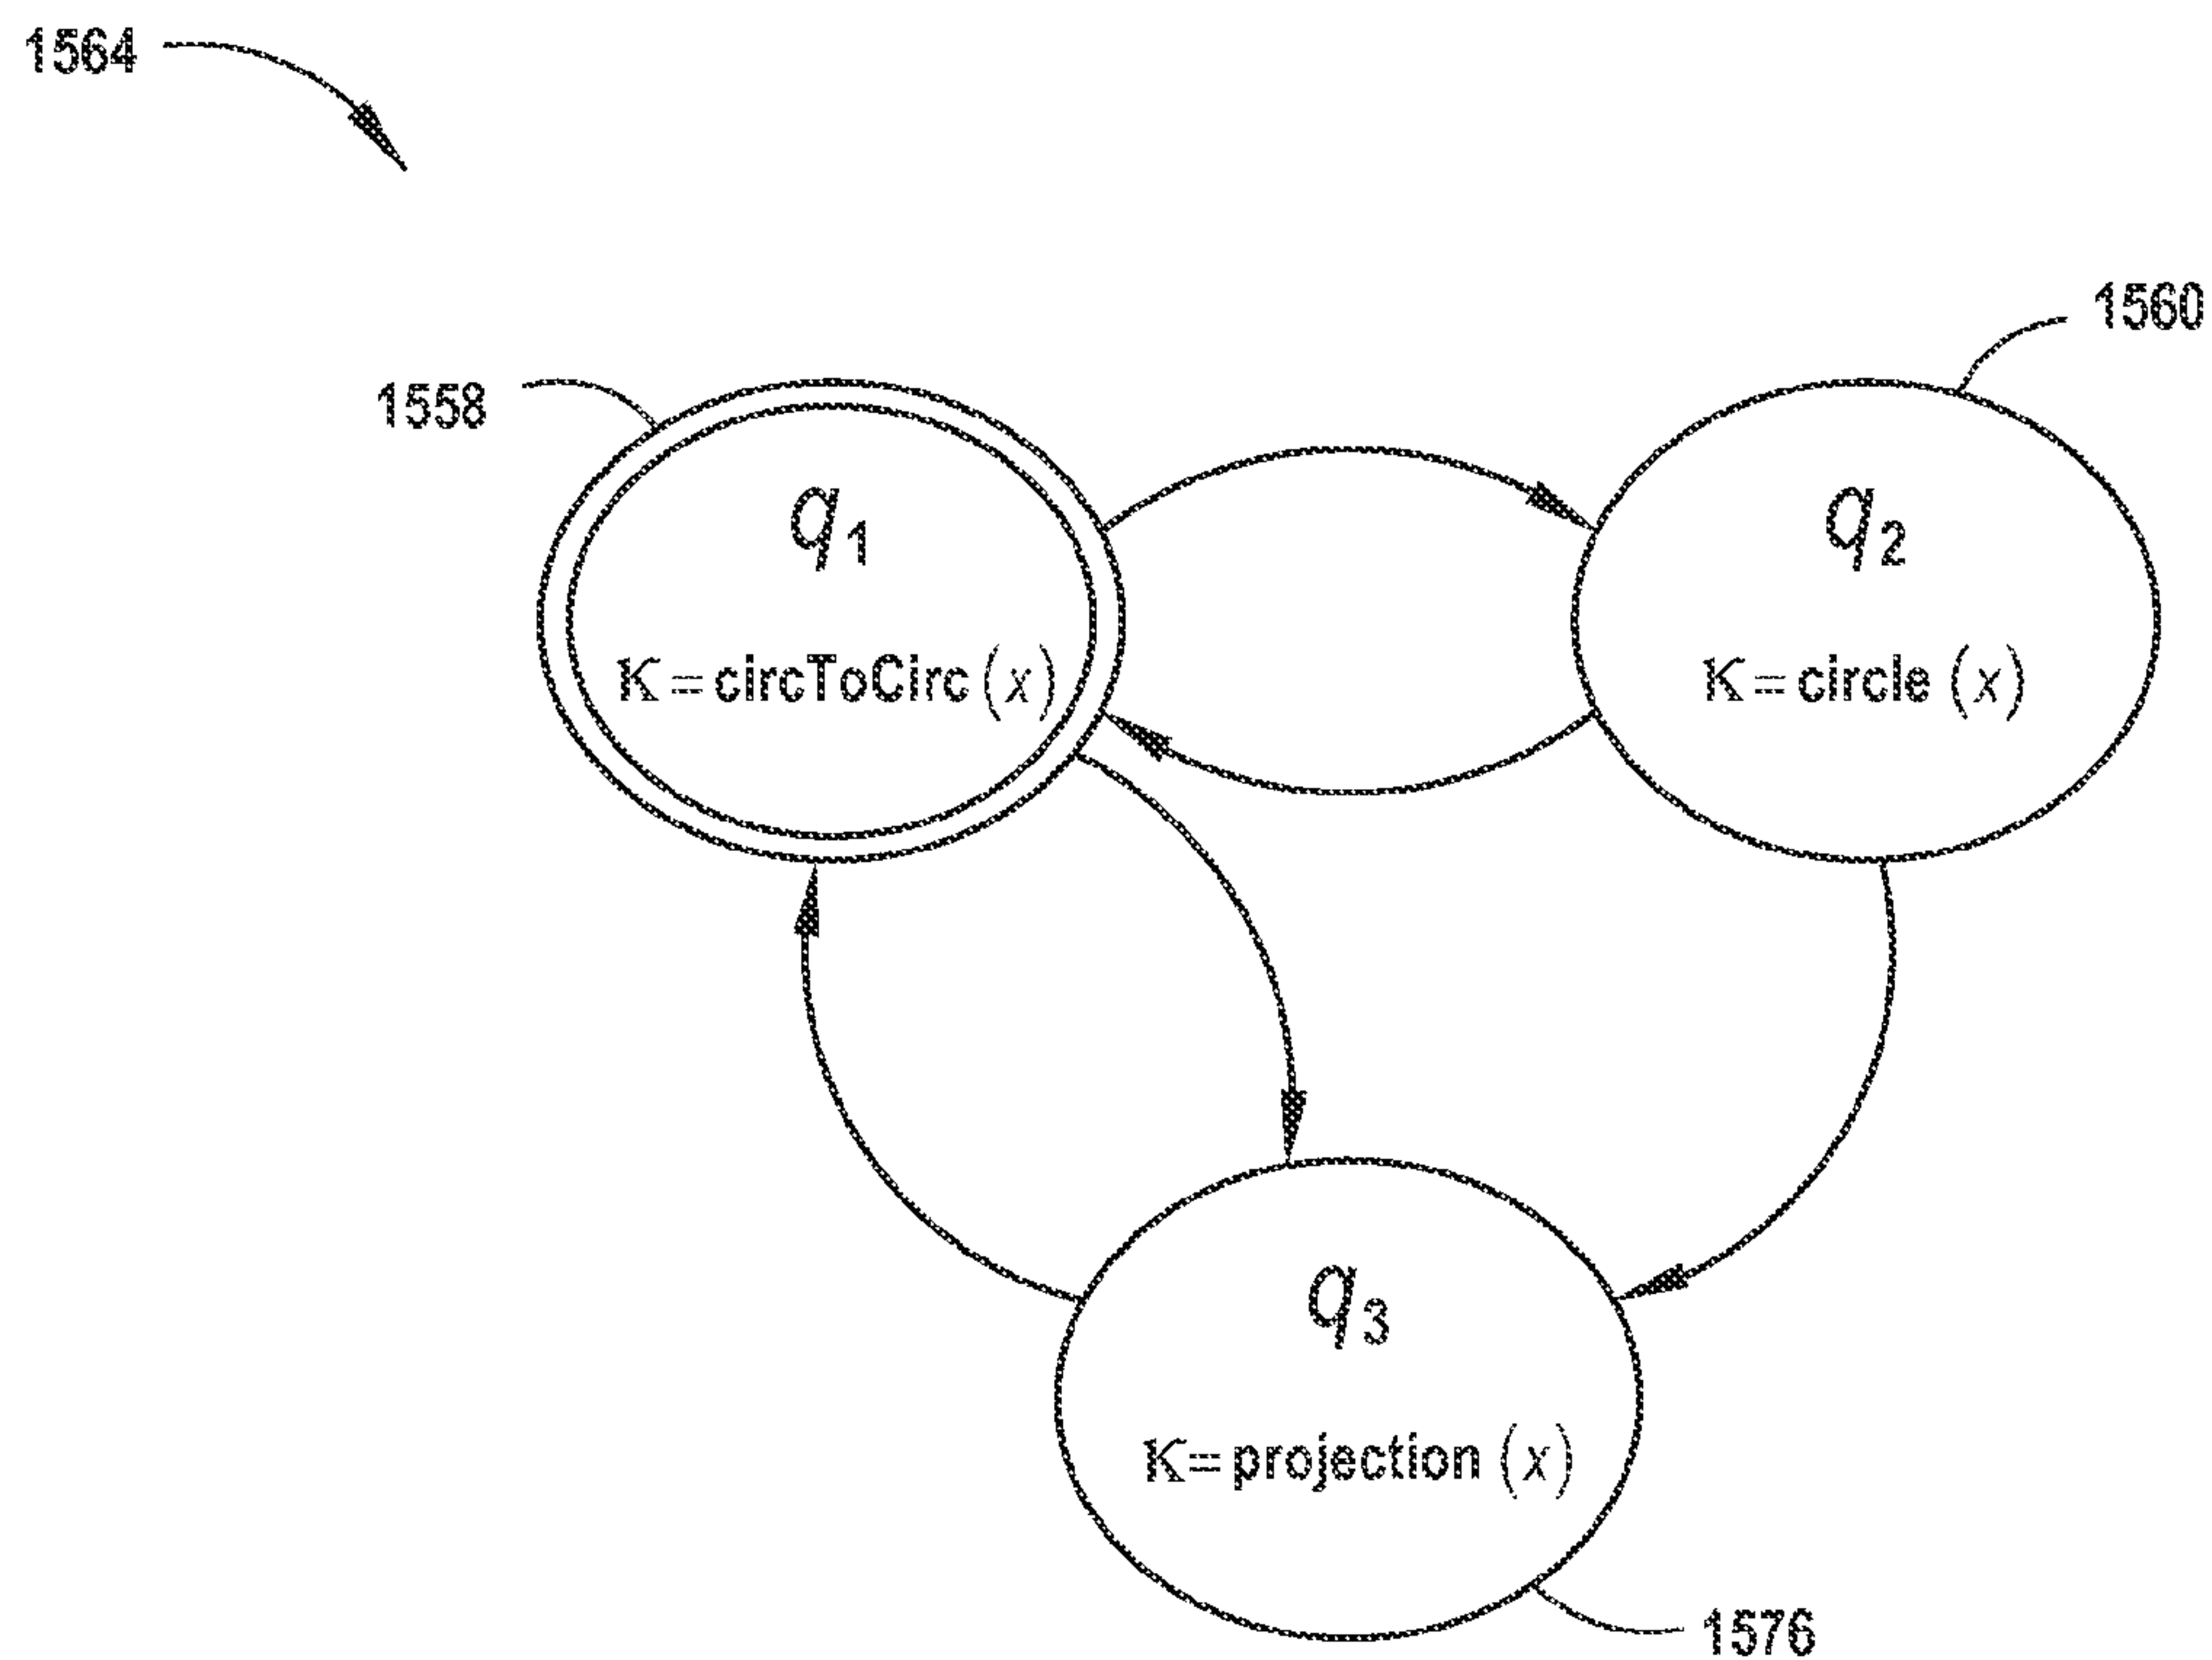 1564
1560
1558
q1
K = circToCirc (x)
q2
K = circle (x)
q3
K = projection (x)
1576